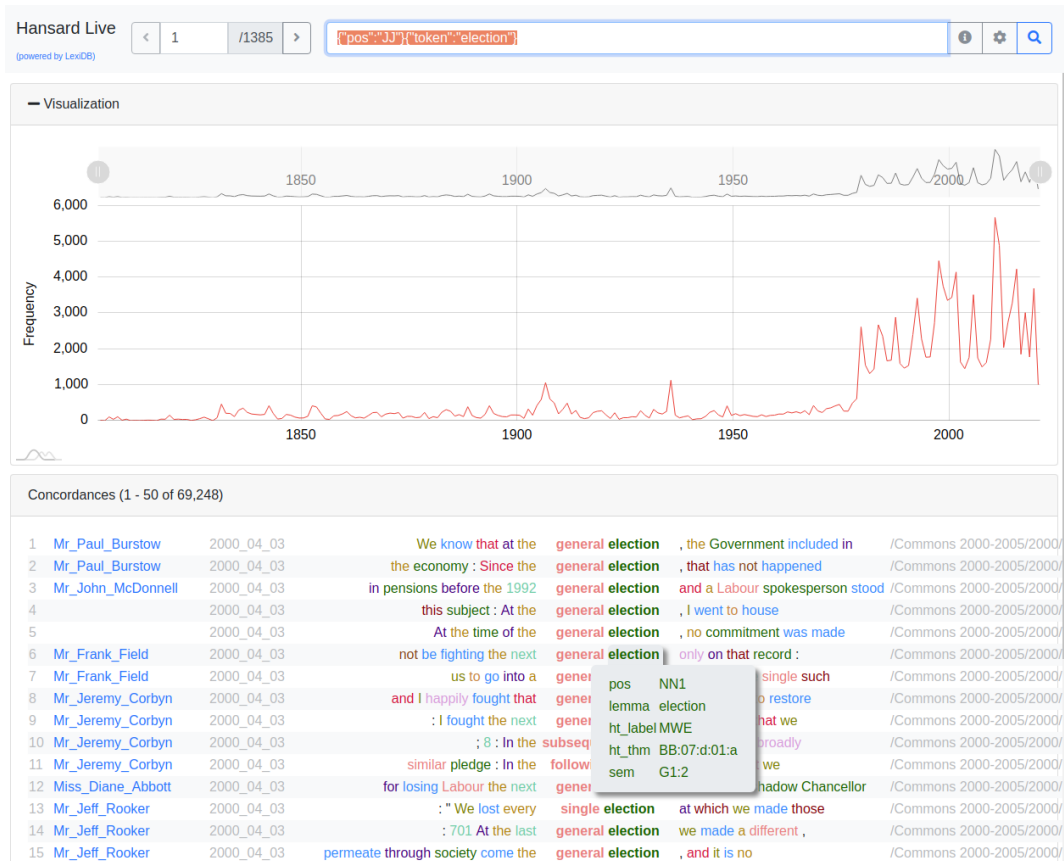 Hansard Live
(powered by LexiDB)
1 /1385
{"pos":"JJ"}{"token":"election"}
Visualization
1850 1900 1950 2000
6,000
5,000
4,000
3,000
2,000
1,000
0
Frequency
1850 1900 1950 2000
Concordances (1 - 50 of 69,248)
1 Mr_Paul_Burstow 2000_04_03 We know that at the general election , the Government included in /Commons 2000-2005/2000/
2 Mr_Paul_Burstow 2000_04_03 the economy : Since the general election , that has not happened /Commons 2000-2005/2000/
3 Mr_John_McDonnell 2000_04_03 in pensions before the 1992 general election and a Labour spokesperson stood /Commons 2000-2005/2000/
4 2000_04_03 this subject : At the general election , I went to house /Commons 2000-2005/2000/
5 2000_04_03 At the time of the general election , no commitment was made /Commons 2000-2005/2000/
6 Mr_Frank_Field 2000_04_03 not be fighting the next general election only on that record : /Commons 2000-2005/2000/
7 Mr_Frank_Field 2000_04_03 us to go into a gener single such /Commons 2000-2005/2000/
8 Mr_Jeremy_Corbyn 2000_04_03 and I happily fought that gener o restore /Commons 2000-2005/2000/
9 Mr_Jeremy_Corbyn 2000_04_03 : I fought the next gener hat we /Commons 2000-2005/2000/
10 Mr_Jeremy_Corbyn 2000_04_03 ; 8 : In the subsequ broadly /Commons 2000-2005/2000/
11 Mr_Jeremy_Corbyn 2000_04_03 similar pledge : In the followi we /Commons 2000-2005/2000/
12 Miss_Diane_Abbott 2000_04_03 for losing Labour the next gener hadow Chancellor /Commons 2000-2005/2000/
pos NN1
lemma election
ht_label MWE
ht_thm BB:07:d:01:a
sem G1:2
13 Mr_Jeff_Rooker 2000_04_03 : " We lost every single election at which we made those /Commons 2000-2005/2000/
14 Mr_Jeff_Rooker 2000_04_03 : 701 At the last general election we made a different , /Commons 2000-2005/2000/
15 Mr_Jeff_Rooker 2000_04_03 permeate through society come the general election , and it is no /Commons 2000-2005/2000/